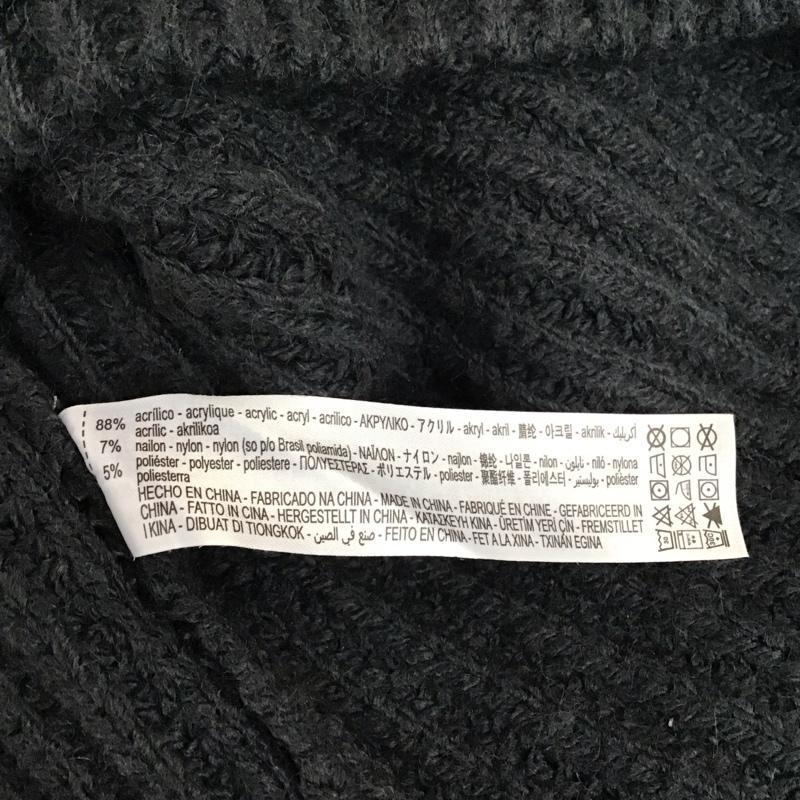 88% acrílico - acrylique - acrylic - acryl - acrilico - ΑΚΡΥΛΙΚΟ - アクリル - akryl - akril - 腈纶 - 아크릴 - akrilik - أكريليك
acrílic - akrilikoa
7% nailon - nylon - nylon (so p/o Brasil poliamida) - ΝΑΪΛΟΝ - ナイロン - najlon - 锦纶 - 나일론 - nilon - نايلون - niló - nylona
5% poliéster - polyester - poliestere - ΠΟΛΥΕΣΤΕΡΑΣ - ポリエステル - poliester - 聚酯纤维 - 폴리에스터 - بوليستير - polièster
poliesterra
HECHO EN CHINA - FABRICADO NA CHINA - MADE IN CHINA - FABRIQUÉ EN CHINE - GEFABRICEERD IN
CHINA - FATTO IN CINA - HERGESTELLT IN CHINA - ΚΑΤΑΣΚΕΥΗ ΚΙΝΑ - ÜRETİM YERİ ÇİN - FREMSTILLET
I KINA - DIBUAT DI TIONGKOK - صنع في الصين - FEITO EN CHINA - FET A LA XINA - TXINAN EGINA